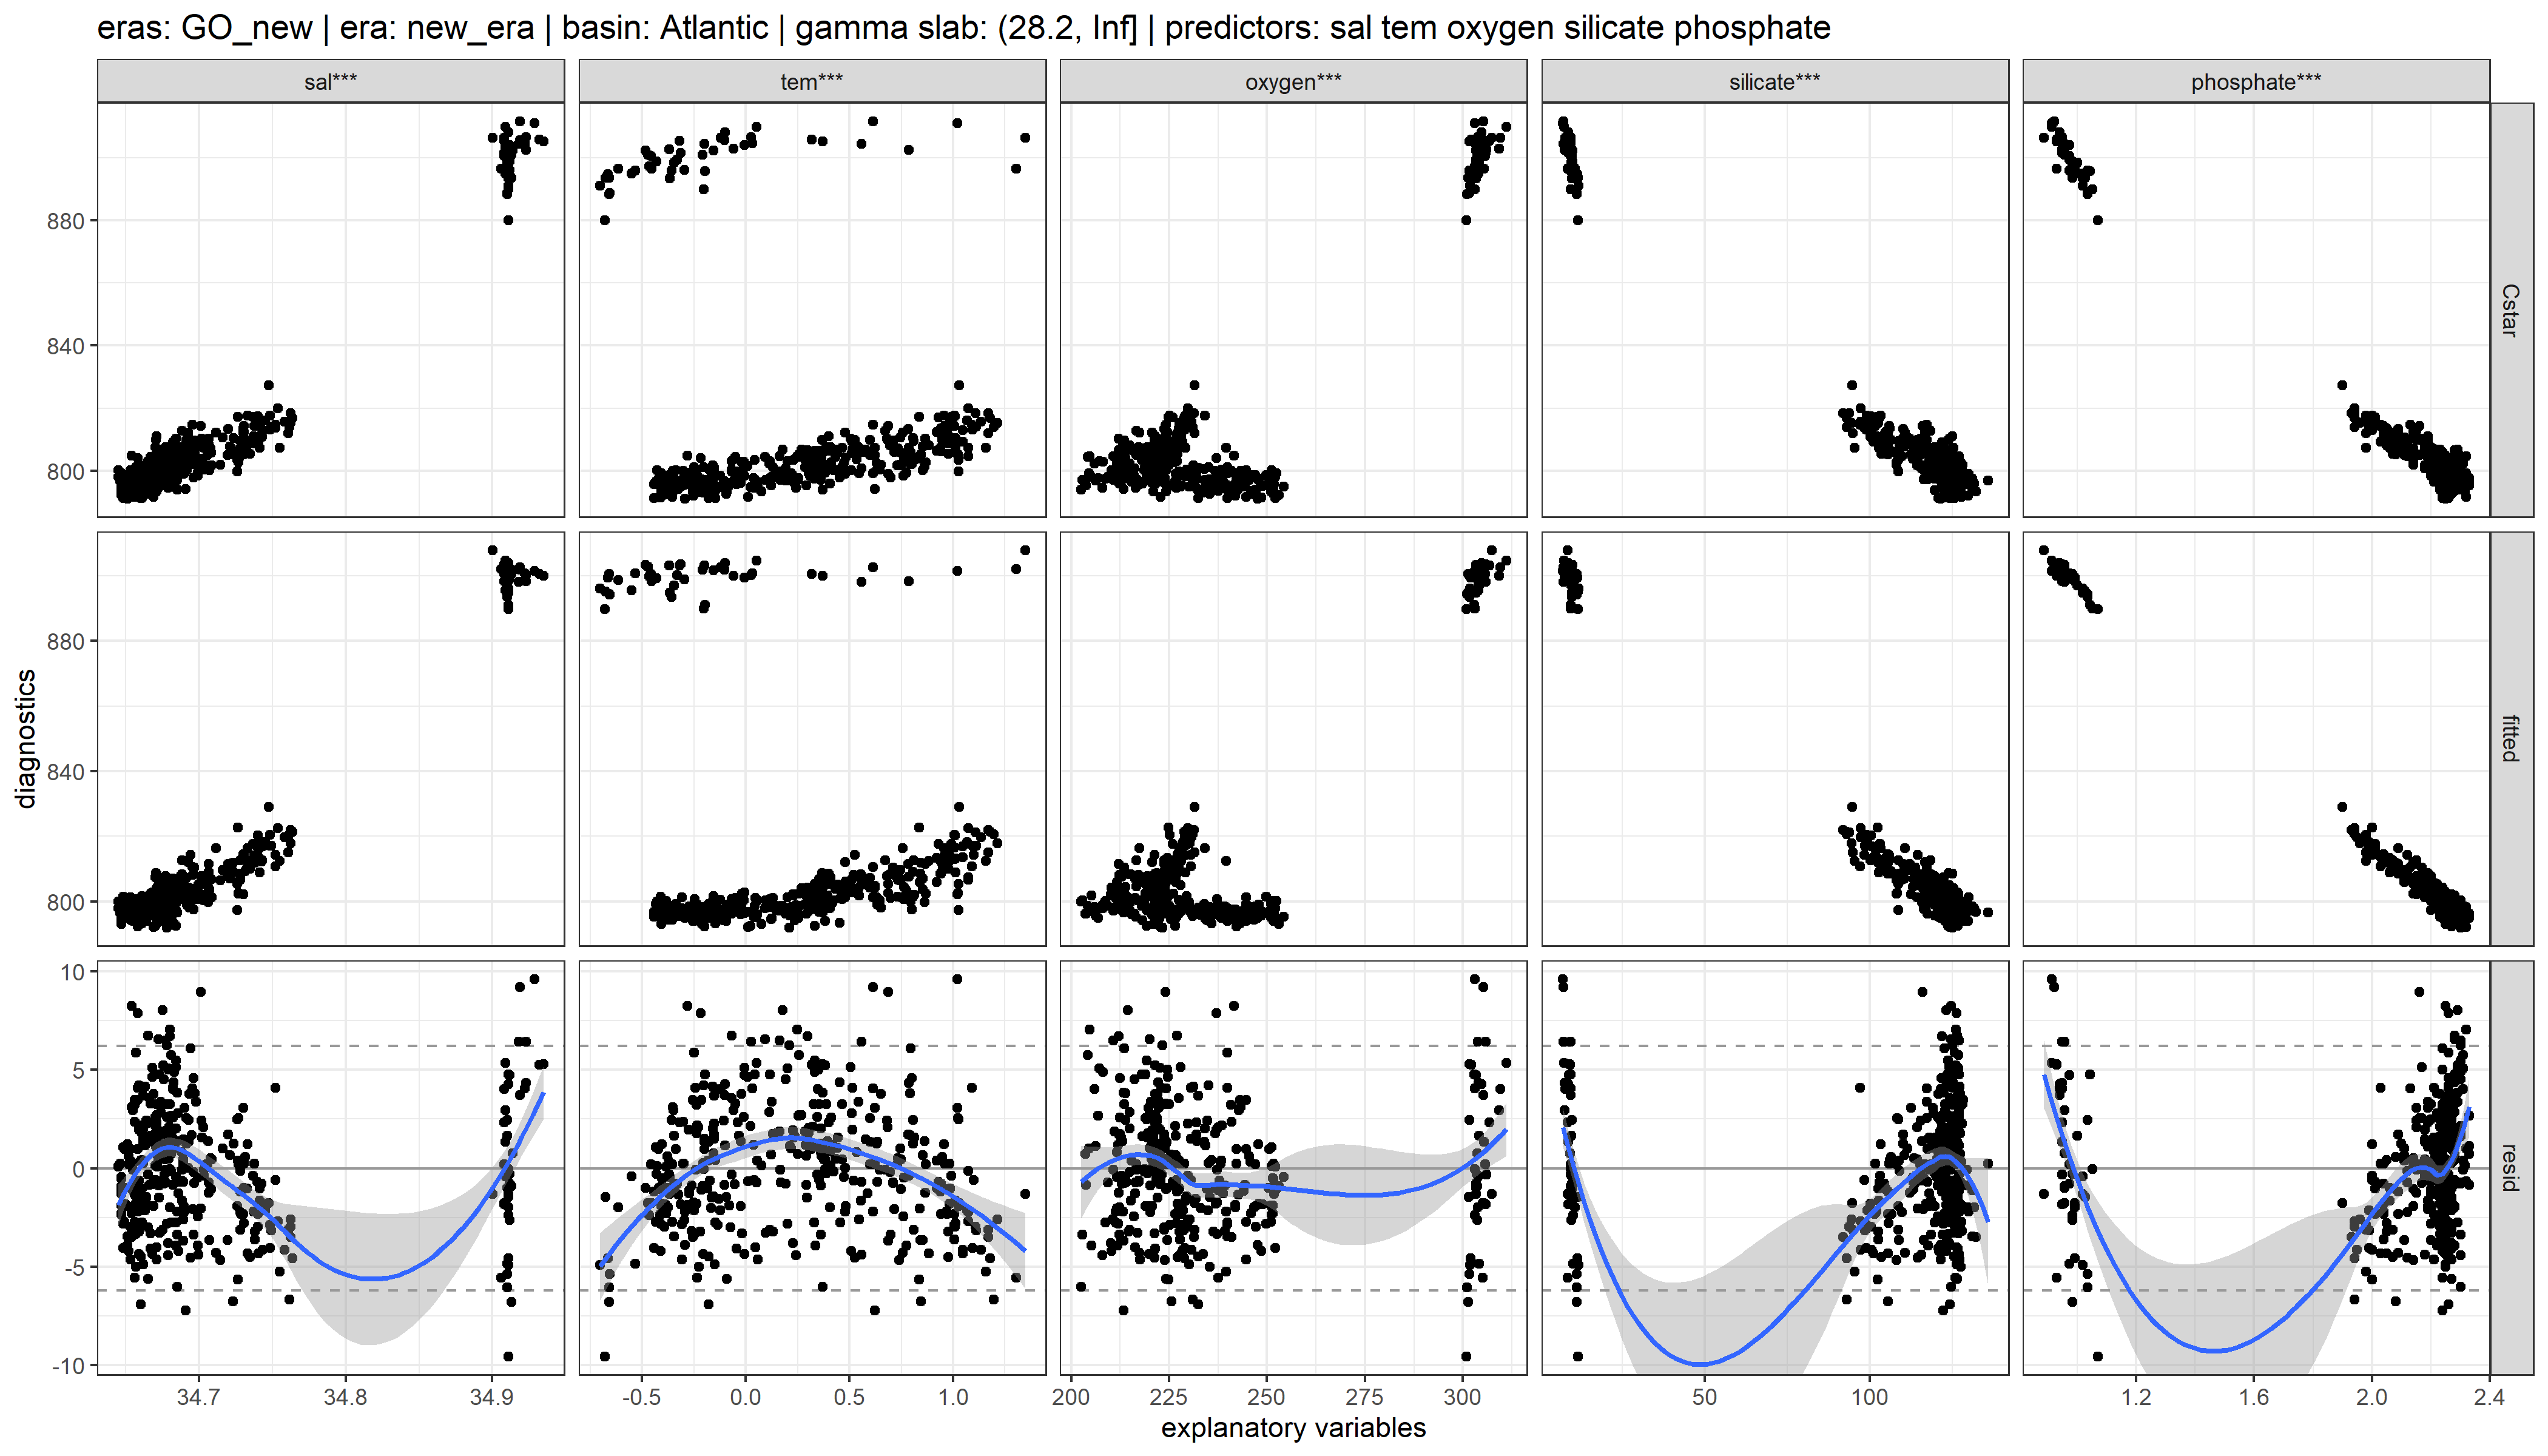 eras: GO_new | era: new_era | basin: Atlantic | gamma slab: (28.2, Inf] | predictors: sal tem oxygen silicate phosphate
sal***
tem***
oxygen***
silicate***
phosphate***
880
840
800
Cstar
880
840
800
fitted
10
5
0
-5
-10
resid
diagnostics
34.7
34.8
34.9
-0.5
0.0
0.5
1.0
200
225
250
275
300
50
100
1.2
1.6
2.0
2.4
explanatory variables